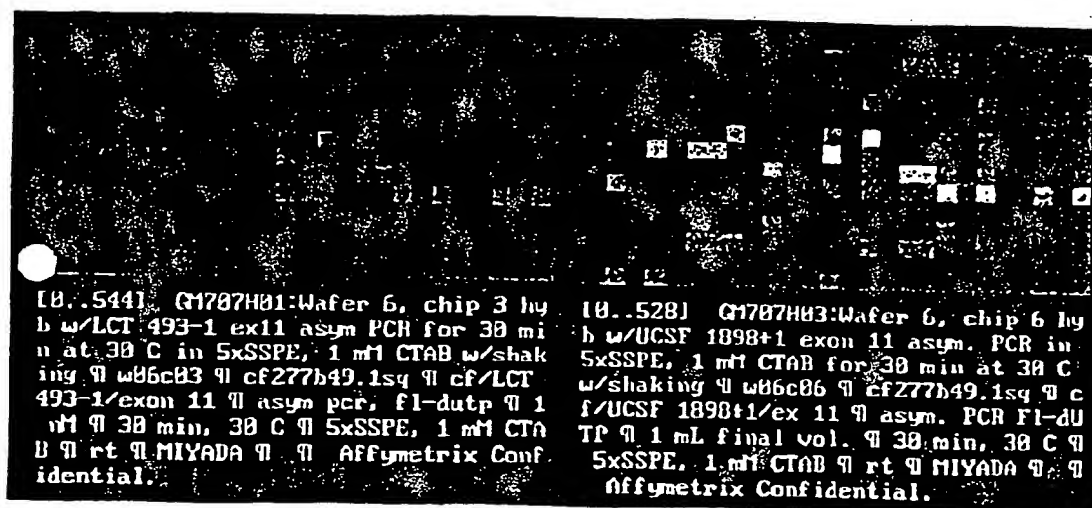 [0..544] QM707H01:Wafer 6, chip 3 hy
b w/LCT 493-1 ex11 asym PCR for 30 mi
n at 30 C in 5xSSPE, 1 mM CTAB w/shak
ing ¶ w06c03 ¶ cf277b49.1sq ¶ cf/LCT
493-1/exon 11 ¶ asym pcr, fl-dutp ¶ 1
mM ¶ 30 min, 30 C ¶ 5xSSPE, 1 mM CTA
B ¶ rt ¶ MIYADA ¶ ¶ Affymetrix Conf
idential.
[0..528] QM707H03:Wafer 6, chip 6 hy
b w/UCSF 1898+1 exon 11 asym. PCR in
5xSSPE, 1 mM CTAB for 30 min at 30 C
w/shaking ¶ w06c06 ¶ cf277b49.1sq ¶ c
f/UCSF 1898+1/ex 11 ¶ asym. PCR Fl-dU
TP ¶ 1 mL final vol. ¶ 30 min, 30 C ¶
5xSSPE, 1 mM CTAB ¶ rt ¶ MIYADA ¶ ¶
Affymetrix Confidential.